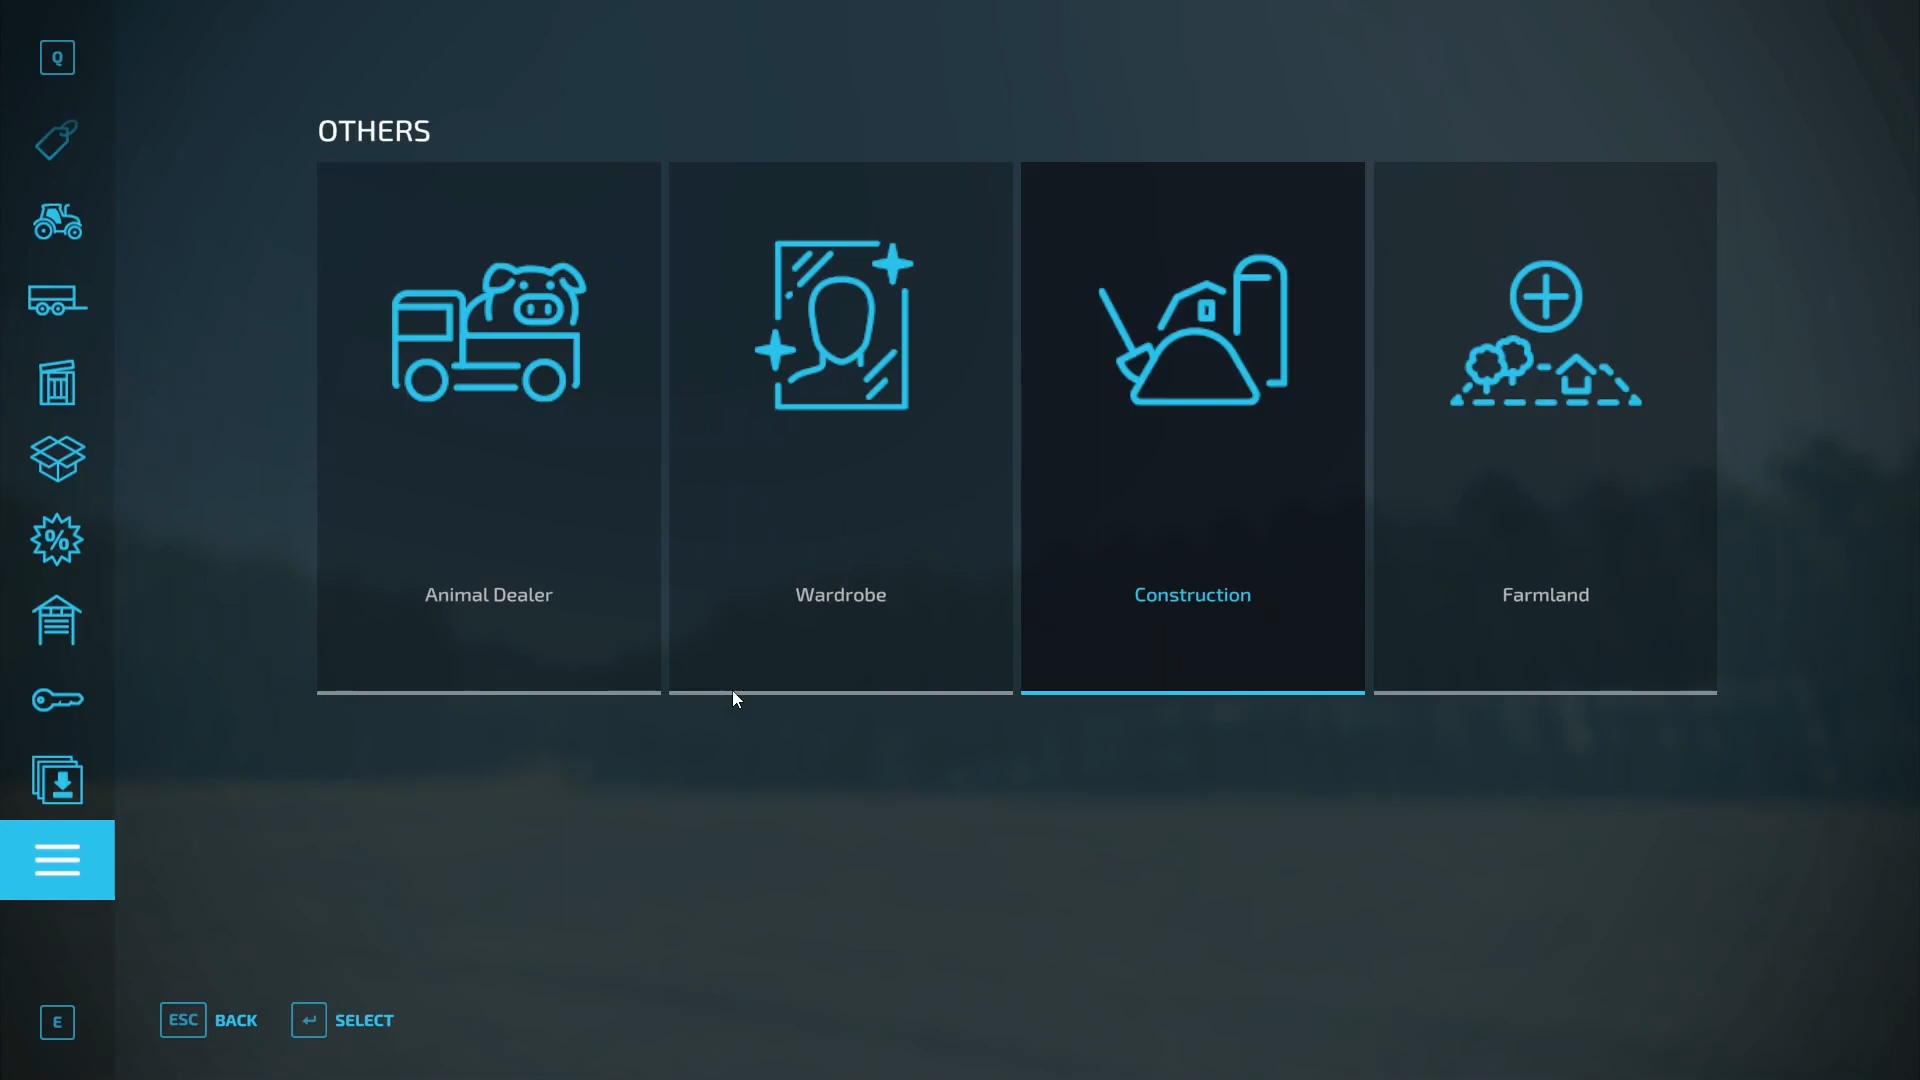 Q
OTHERS
Animal Dealer
Wardrobe
Construction
Farmland
%
E
ESC BACK
SELECT